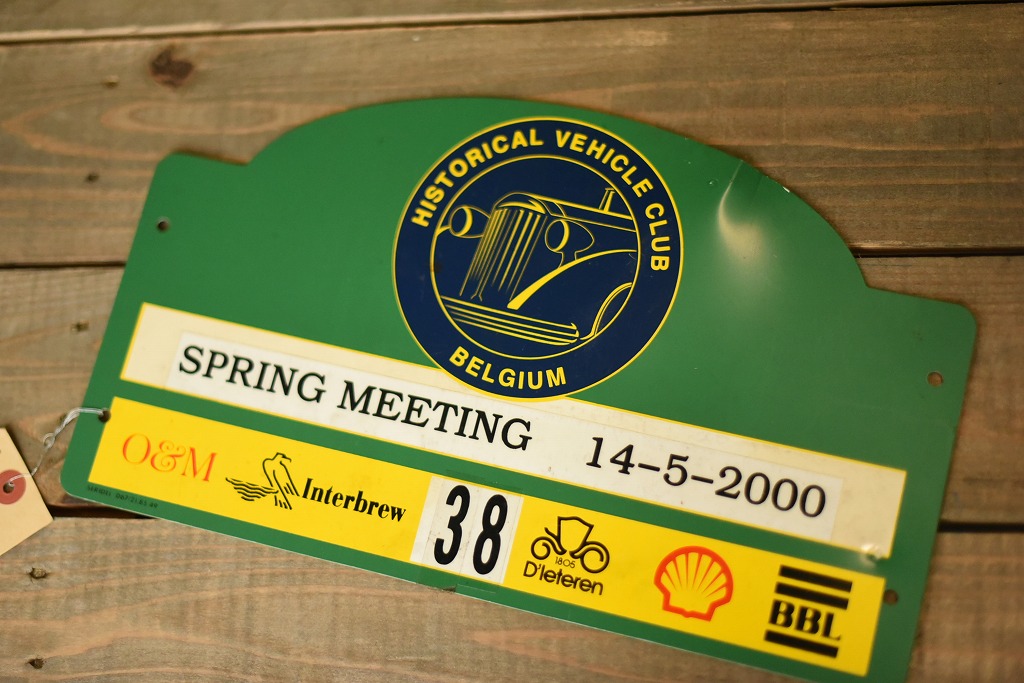 HISTORICAL VEHICLE CLUB
BELGIUM
SPRING MEETING 14-5-2000
O&M
Interbrew
38
1805
D'Ieteren
BBL